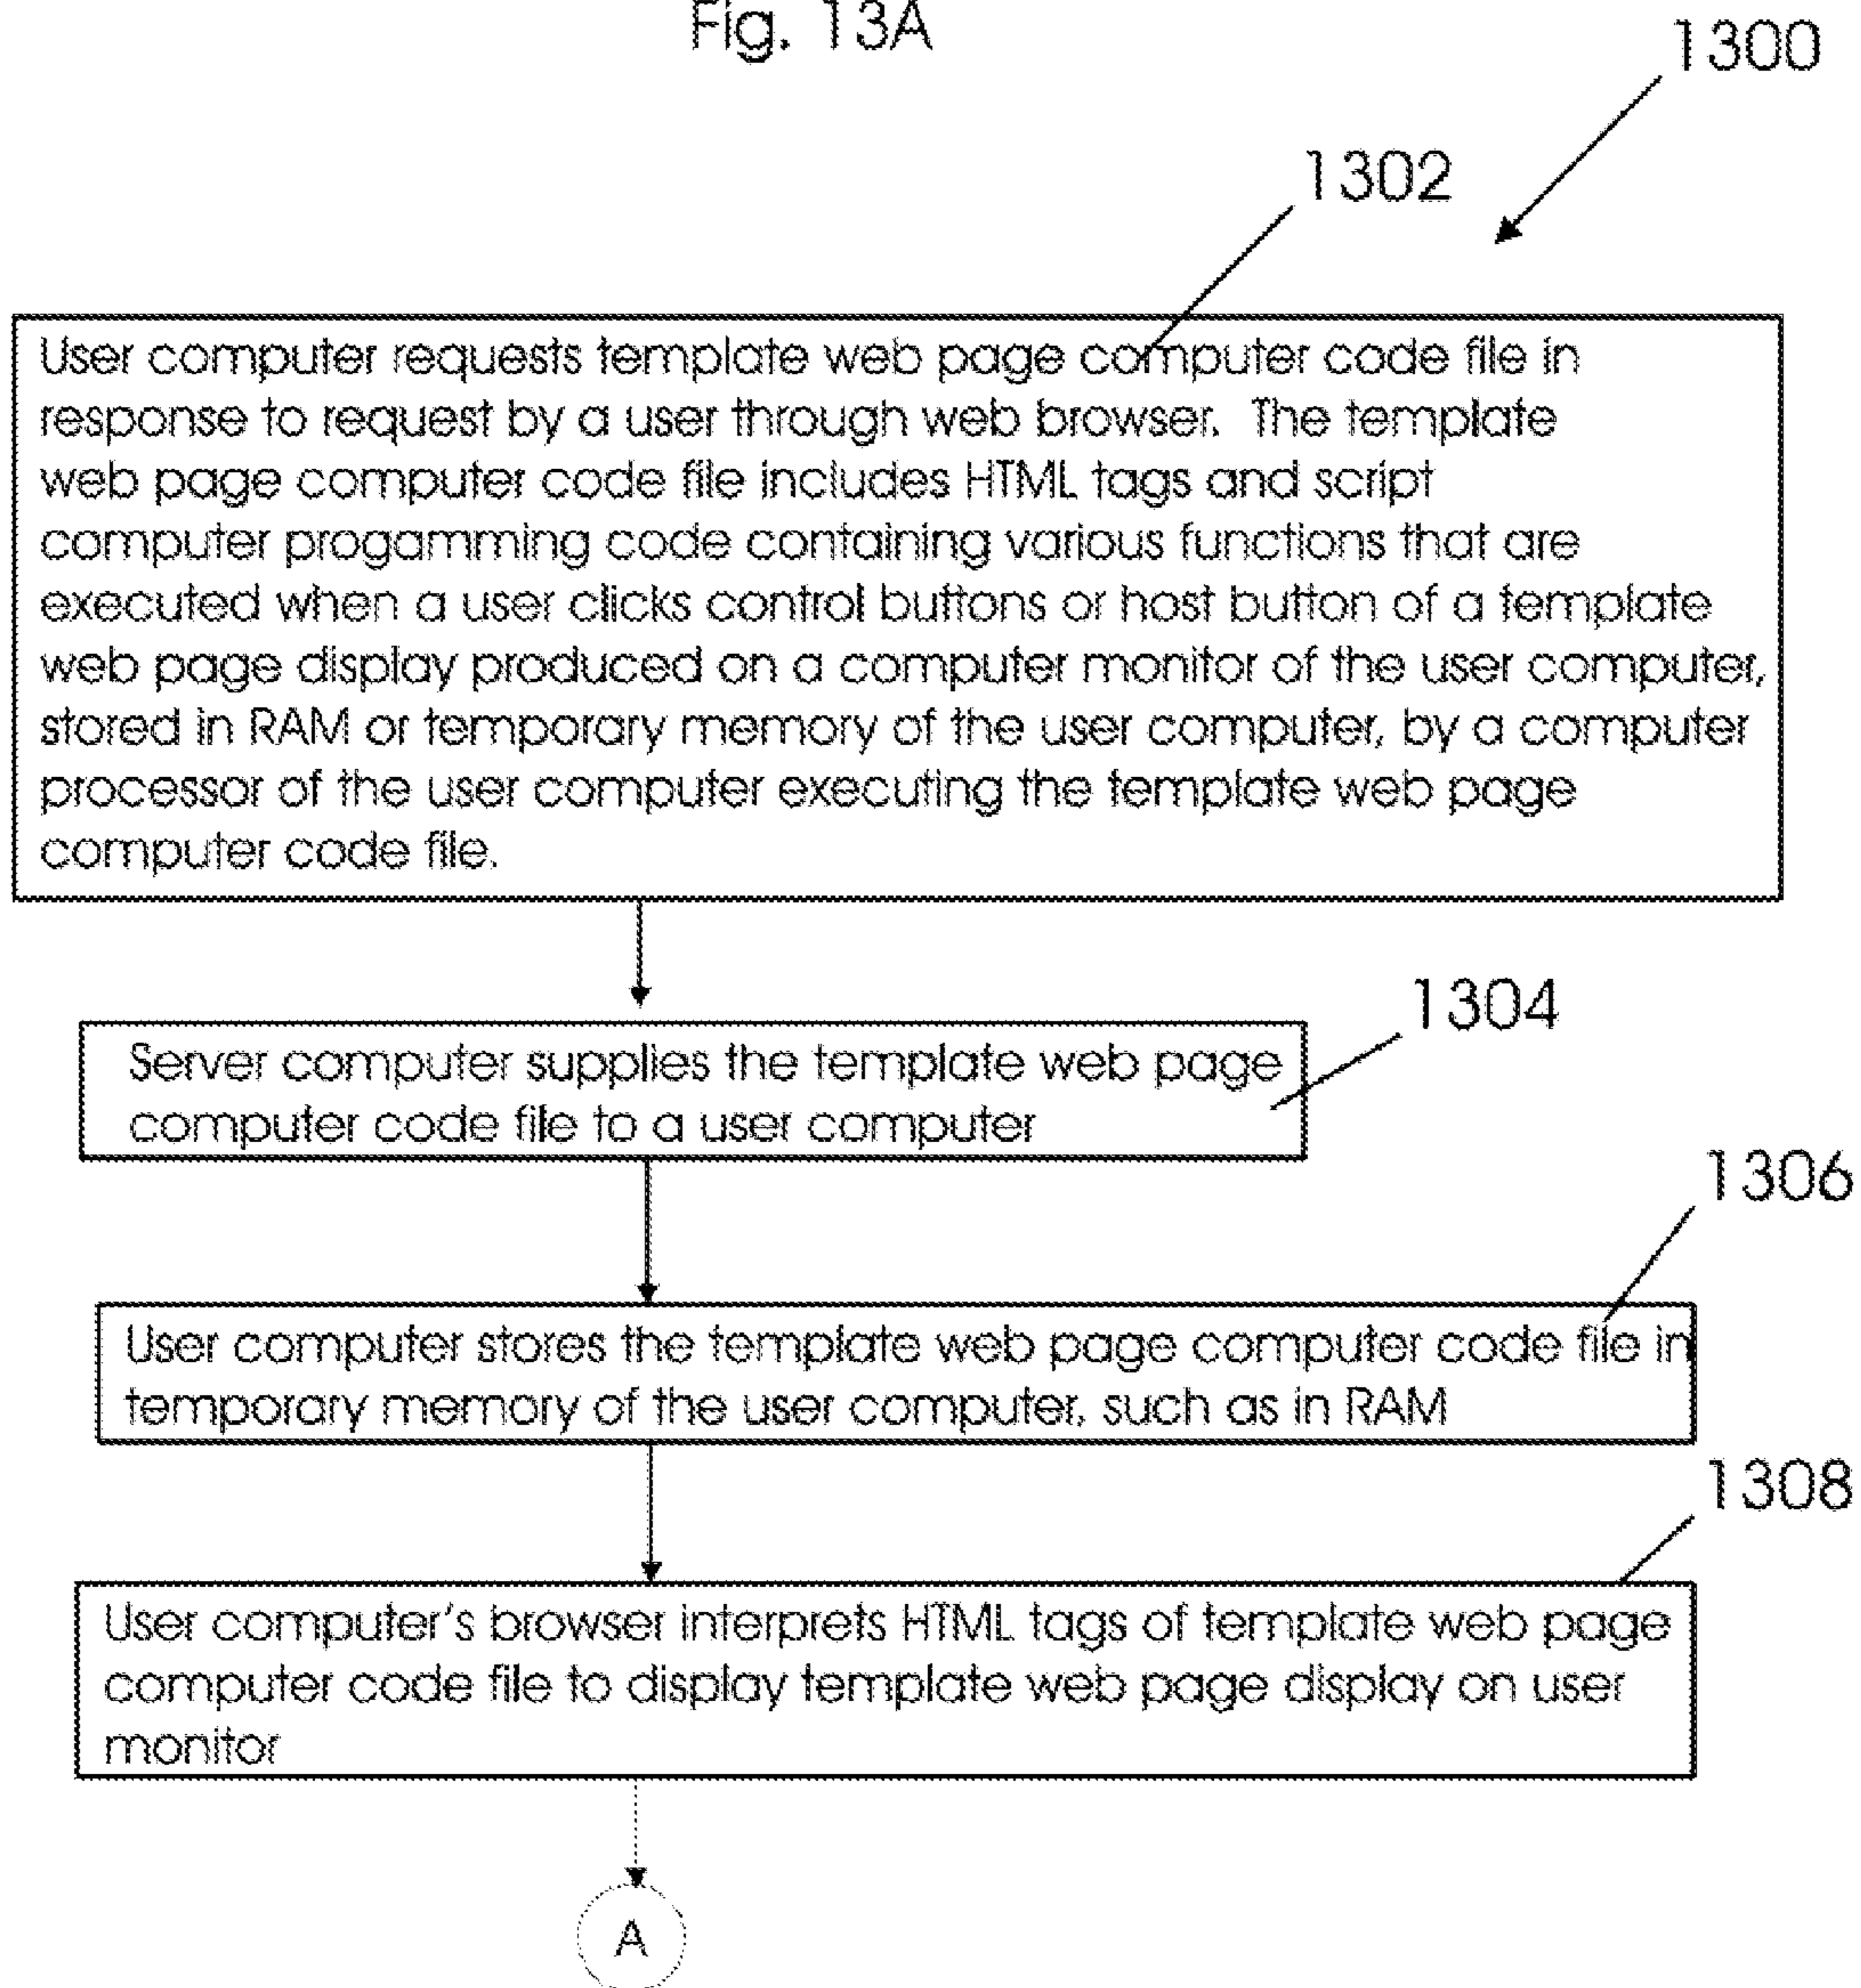 Fig. 13A
1300
1302
User computer requests template web page computer code file in
response to request by a user through web browser. The template
web page computer code file includes HTML tags and script
computer progamming code containing various functions that are
executed when a user clicks control buttons or host button of a template
web page display produced on a computer monitor of the user computer,
stored in RAM or temporary memory of the user computer, by a computer
processor of the user computer executing the template web page
computer code file.
1304
Server computer supplies the template web page
computer code file to a user computer
1306
User computer stores the template web page computer code file in
temporary memory of the user computer, such as in RAM
1308
User computer's browser interprets HTML tags of template web page
computer code file to display template web page display on user
monitor
A